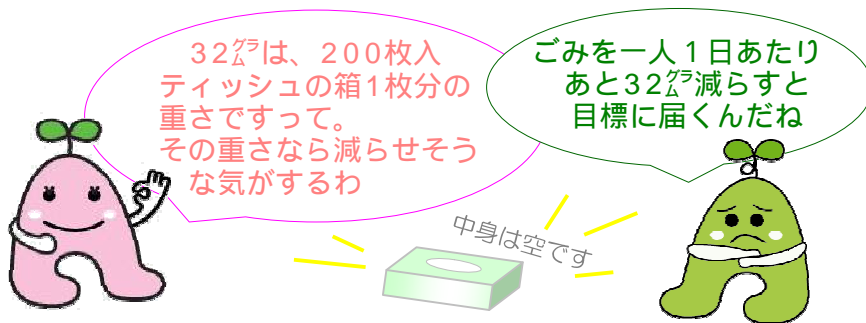 32㌘は、200枚入
ティッシュの箱1枚分の
重さですって。
その重さなら減らせそう
な気がするわ
ごみを一人1日あたり
あと32㌘減らすと
目標に届くんだね
中身は空です